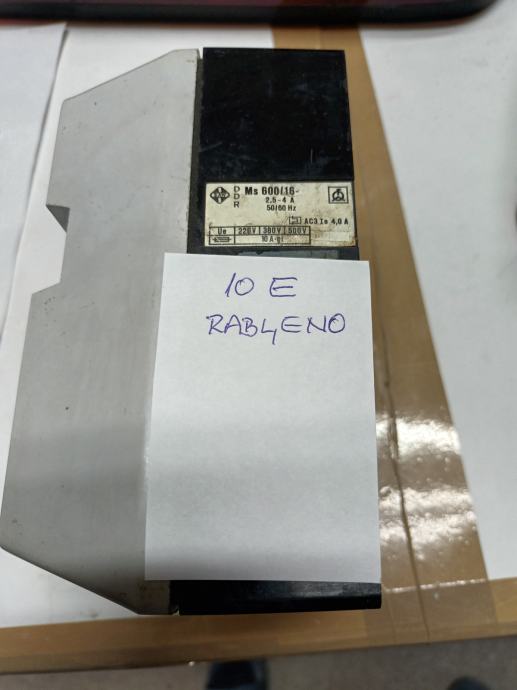 DDR
Ms 600/16-
2,5-4 A
50/60 Hz
AC3 Ie 4,0 A
Ue 220V 380V 500V
10 A-gl
10 E
RABLJENO